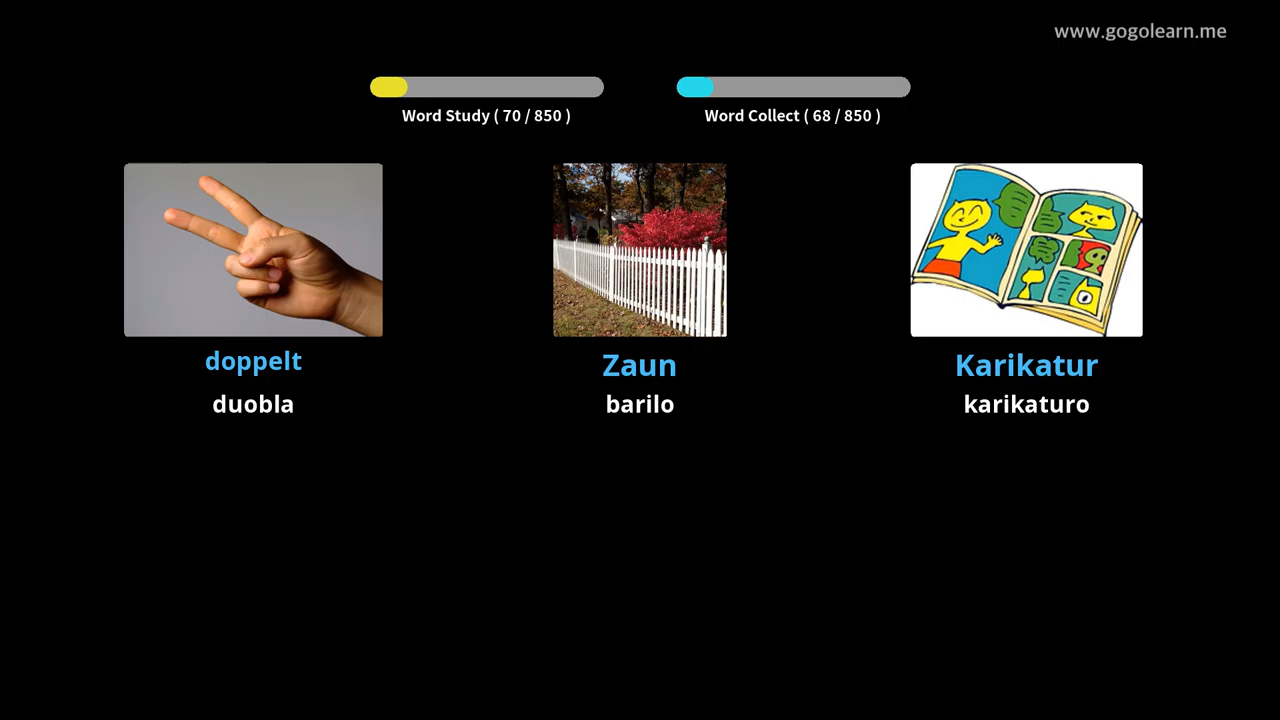 www.gogolearn.me
Word Study ( 70 / 850 )
Word Collect ( 68 / 850 )
doppelt
duobla
Zaun
barilo
Karikatur
karikaturo